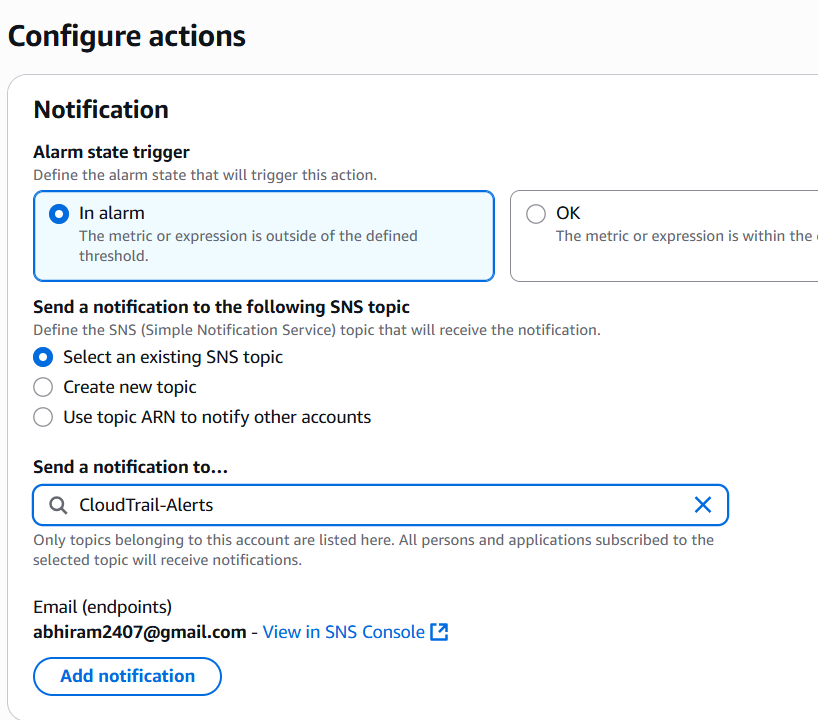 Configure actions
Notification
Alarm state trigger
Define the alarm state that will trigger this action.
In alarm
The metric or expression is outside of the defined
threshold.
OK
The metric or expression is within the
Send a notification to the following SNS topic
Define the SNS (Simple Notification Service) topic that will receive the notification.
Select an existing SNS topic
Create new topic
Use topic ARN to notify other accounts
Send a notification to…
CloudTrail-Alerts
Only topics belonging to this account are listed here. All persons and applications subscribed to the
selected topic will receive notifications.
Email (endpoints)
abhiram2407@gmail.com - View in SNS Console
Add notification